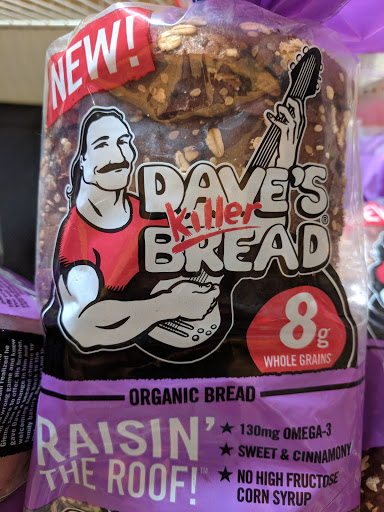 NEW!
DAVE'S
Killer
BREAD®
8g
WHOLE GRAINS
ORGANIC BREAD
RAISIN'
THE ROOF!™
★ 130mg OMEGA-3
★ SWEET & CINNAMONY
★ NO HIGH FRUCTOSE
CORN SYRUP